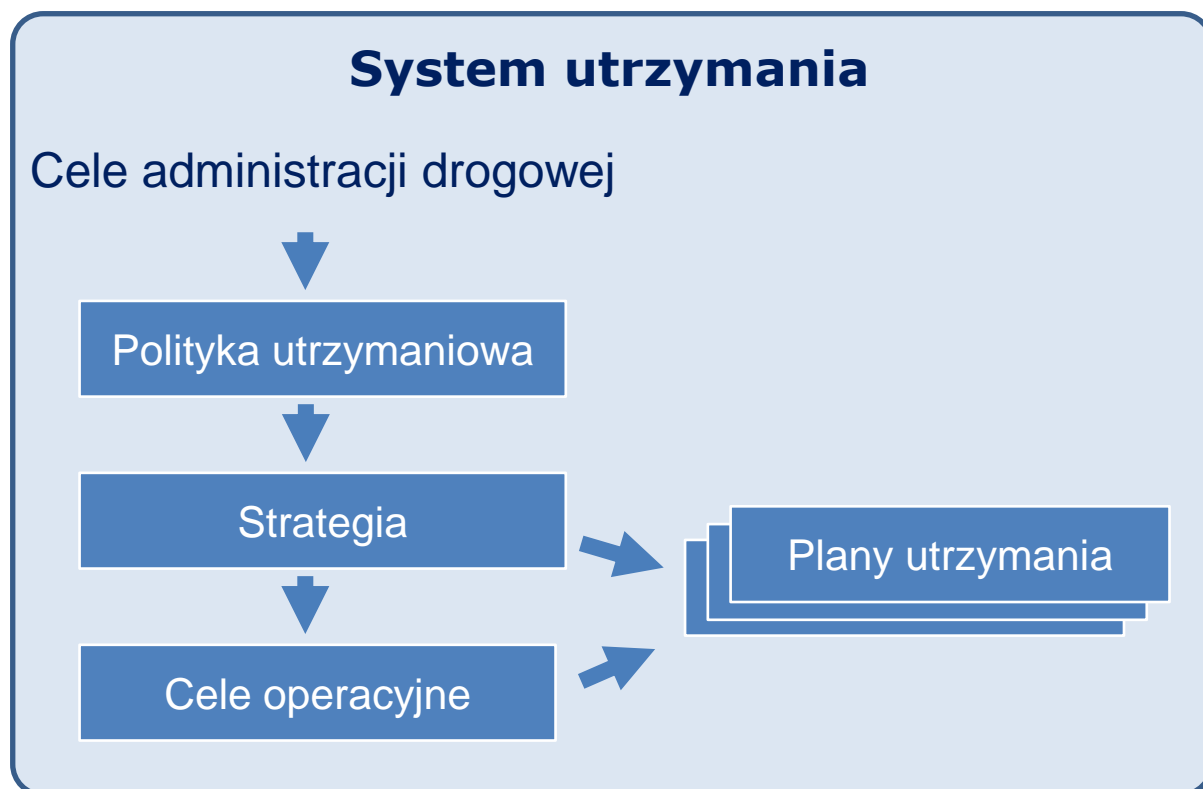 System utrzymania
Cele administracji drogowej
Polityka utrzymaniowa
Strategia
Plany utrzymania
Cele operacyjne